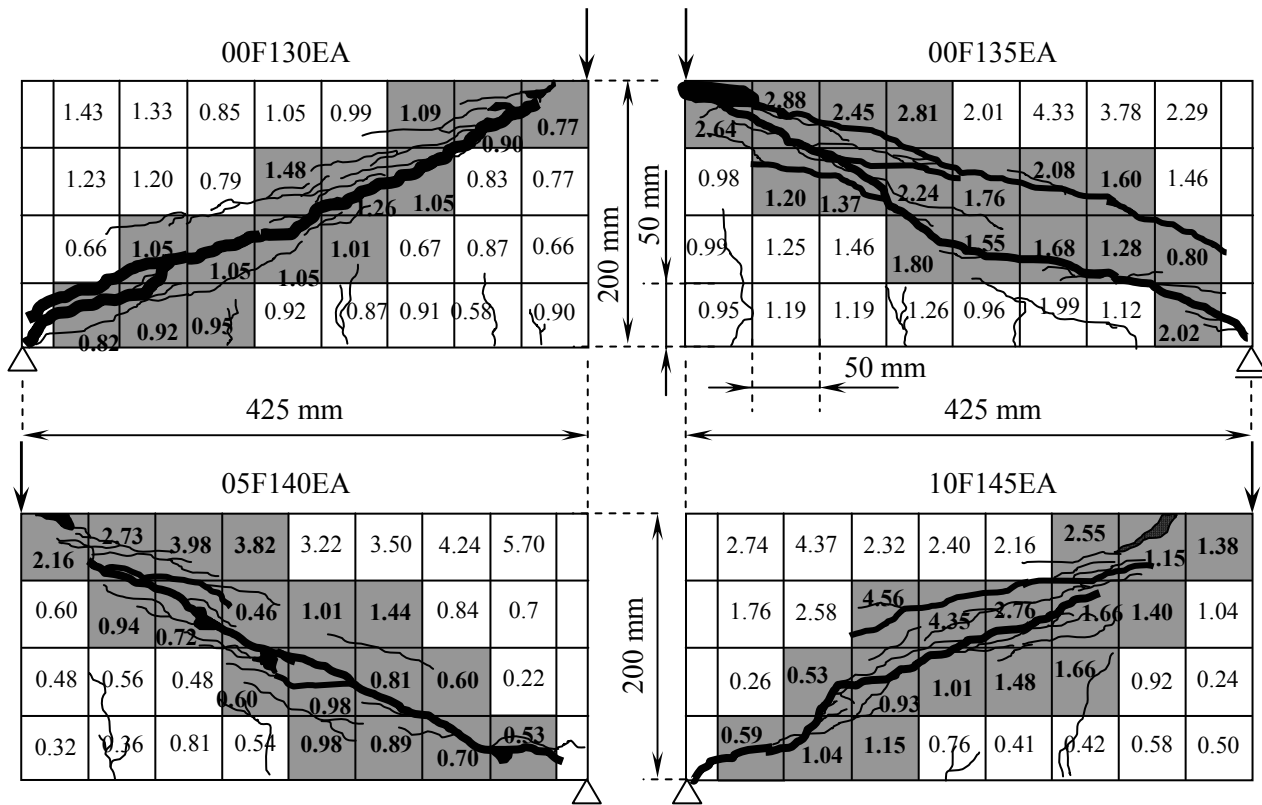 00F130EA
1.43 1.33 0.85 1.05 0.99 1.09 0.77
1.23 1.20 0.79 1.48 1.26 1.05 0.90 0.83 0.77
0.66 1.05 1.05 1.05 1.01 0.67 0.87 0.66
0.82 0.92 0.95 0.92 0.87 0.91 0.58 0.90
00F135EA
2.64 2.88 2.45 2.81 2.01 4.33 3.78 2.29
0.98 1.20 1.37 2.24 1.76 2.08 1.60 1.46
0.99 1.25 1.46 1.80 1.55 1.68 1.28 0.80
0.95 1.19 1.19 1.26 0.96 1.99 1.12 2.02
200 mm
50 mm
50 mm
425 mm
425 mm
05F140EA
2.16 2.73 3.98 3.82 3.22 3.50 4.24 5.70
0.60 0.94 0.72 0.46 1.01 1.44 0.84 0.7
0.48 0.56 0.48 0.60 0.98 0.81 0.60 0.22
0.32 0.36 0.81 0.54 0.98 0.89 0.70 0.53
200 mm
10F145EA
2.74 4.37 2.32 2.40 2.16 2.55 1.15 1.38
1.76 2.58 4.56 4.35 2.76 1.66 1.40 1.04
0.26 0.53 0.93 1.01 1.48 1.66 0.92 0.24
0.59 1.04 1.15 0.76 0.41 0.42 0.58 0.50